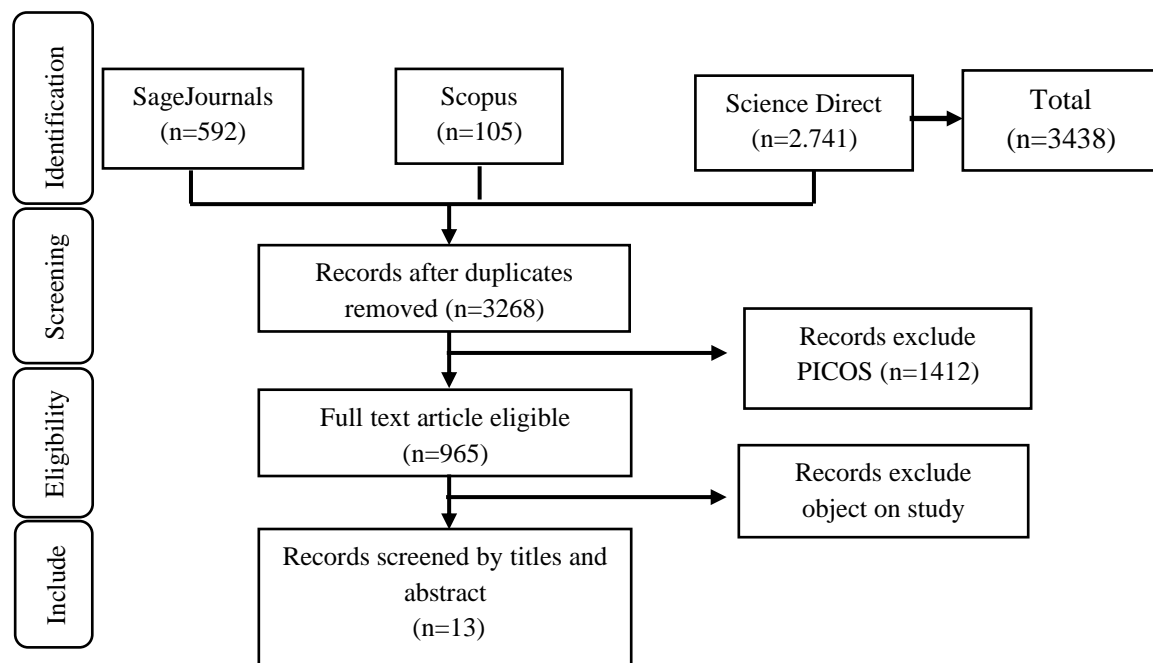 Identification
SageJournals
(n=592)
Scopus
(n=105)
Science Direct
(n=2.741)
Total
(n=3438)
Screening
Records after duplicates
removed (n=3268)
Records exclude
PICOS (n=1412)
Eligibility
Full text article eligible
(n=965)
Records exclude
object on study
Include
Records screened by titles and
abstract
(n=13)